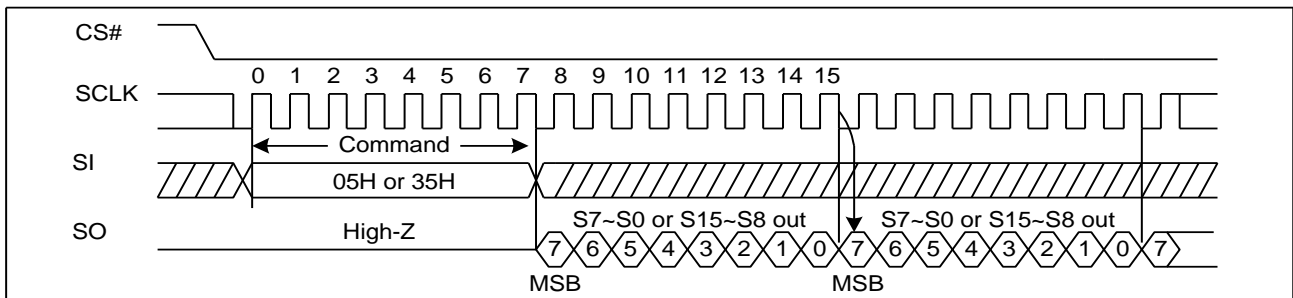 CS#
0 1 2 3 4 5 6 7 8 9 10 11 12 13 14 15
SCLK
Command
SI
05H or 35H
S7~S0 or S15~S8 out S7~S0 or S15~S8 out
SO High-Z
7 6 5 4 3 2 1 0 7 6 5 4 3 2 1 0 7
MSB MSB